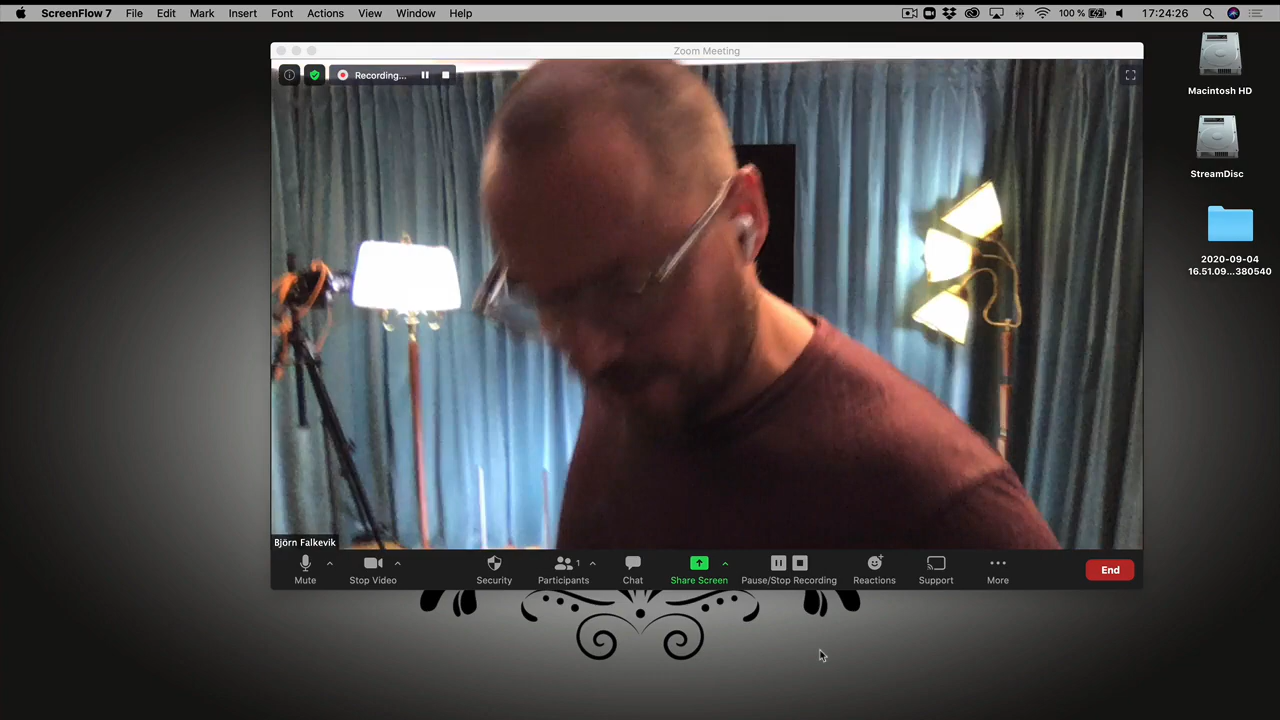 ScreenFlow 7 File Edit Mark Insert Font Actions View Window Help 100 % 17:24:26
Zoom Meeting
Recording...
Macintosh HD
StreamDisc
2020-09-04
16.51.09...380540
Björn Falkevik
Mute Stop Video Security Participants 1 Chat Share Screen Pause/Stop Recording Reactions Support More End